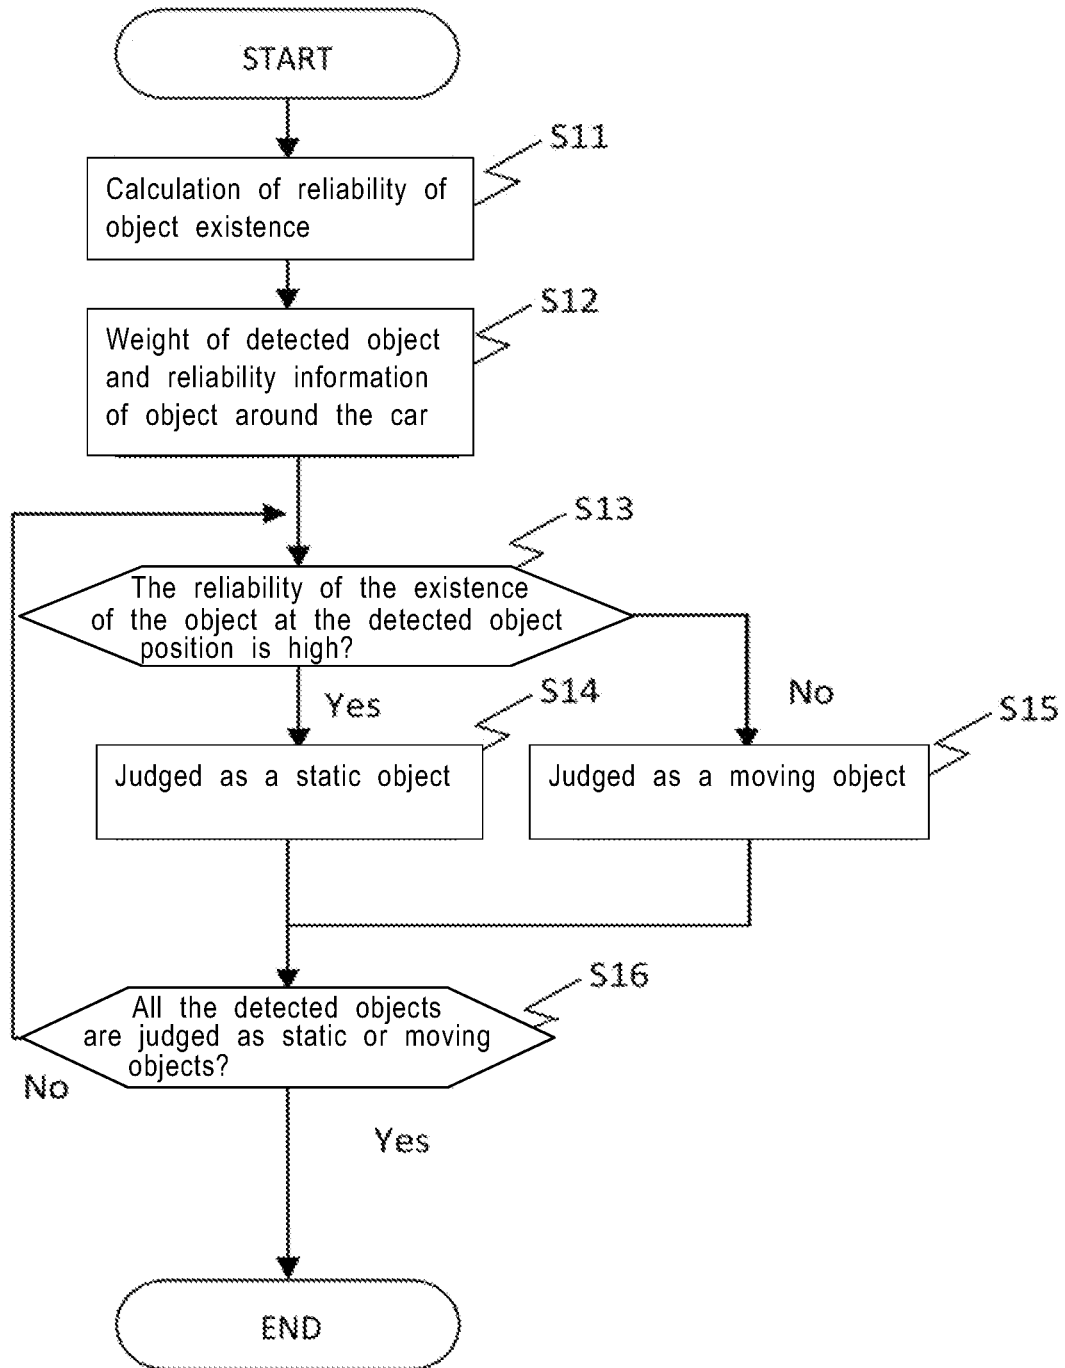 START
S11
Calculation of reliability of
object existence
S12
Weight of detected object
and reliability information
of object around the car
S13
The reliability of the existence
of the object at the detected object
position is high?
Yes
No
S14
Judged as a static object
S15
Judged as a moving object
S16
All the detected objects
are judged as static or moving
objects?
No
Yes
END